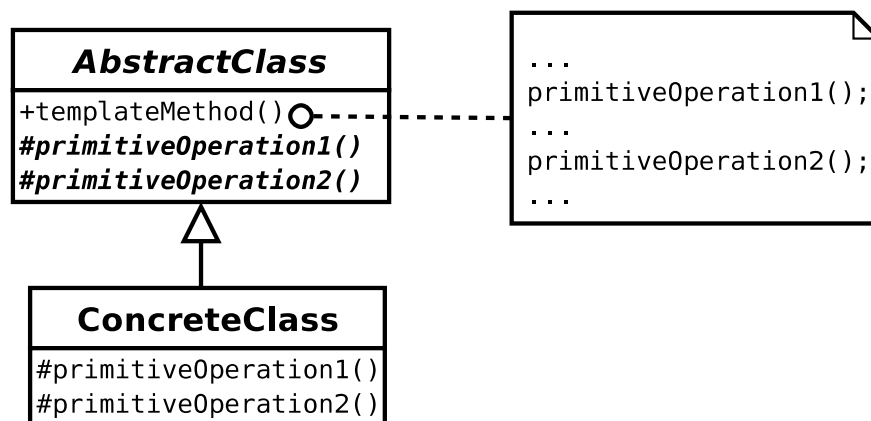 AbstractClass
+templateMethod()
#primitiveOperation1()
#primitiveOperation2()
...
primitiveOperation1();
...
primitiveOperation2();
...
ConcreteClass
#primitiveOperation1()
#primitiveOperation2()